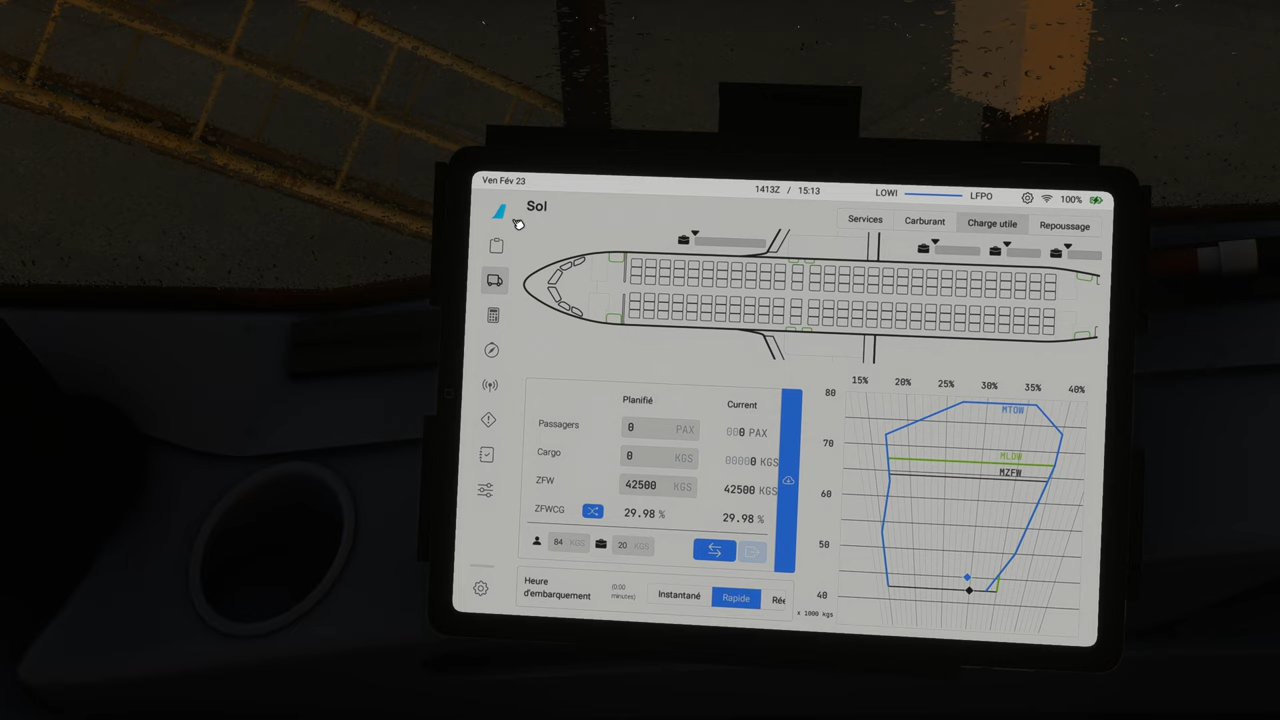 Ven Fév 23
1413Z / 15:13
LOWI LFPO
100%
Sol
Services Carburant Charge utile Repoussage
Planifié Current
Passagers 0 PAX 000 PAX
Cargo 0 KGS 00000 KGS
ZFW 42500 KGS 42500 KGS
ZFWCG 29.98 % 29.98 %
84 KGS 20 KGS
Heure d'embarquement
(0:00 minutes)
Instantané Rapide Rée
15% 20% 25% 30% 35% 40%
80
70
60
50
40
x 1000 kgs
MTOW
MLDW
MZFW